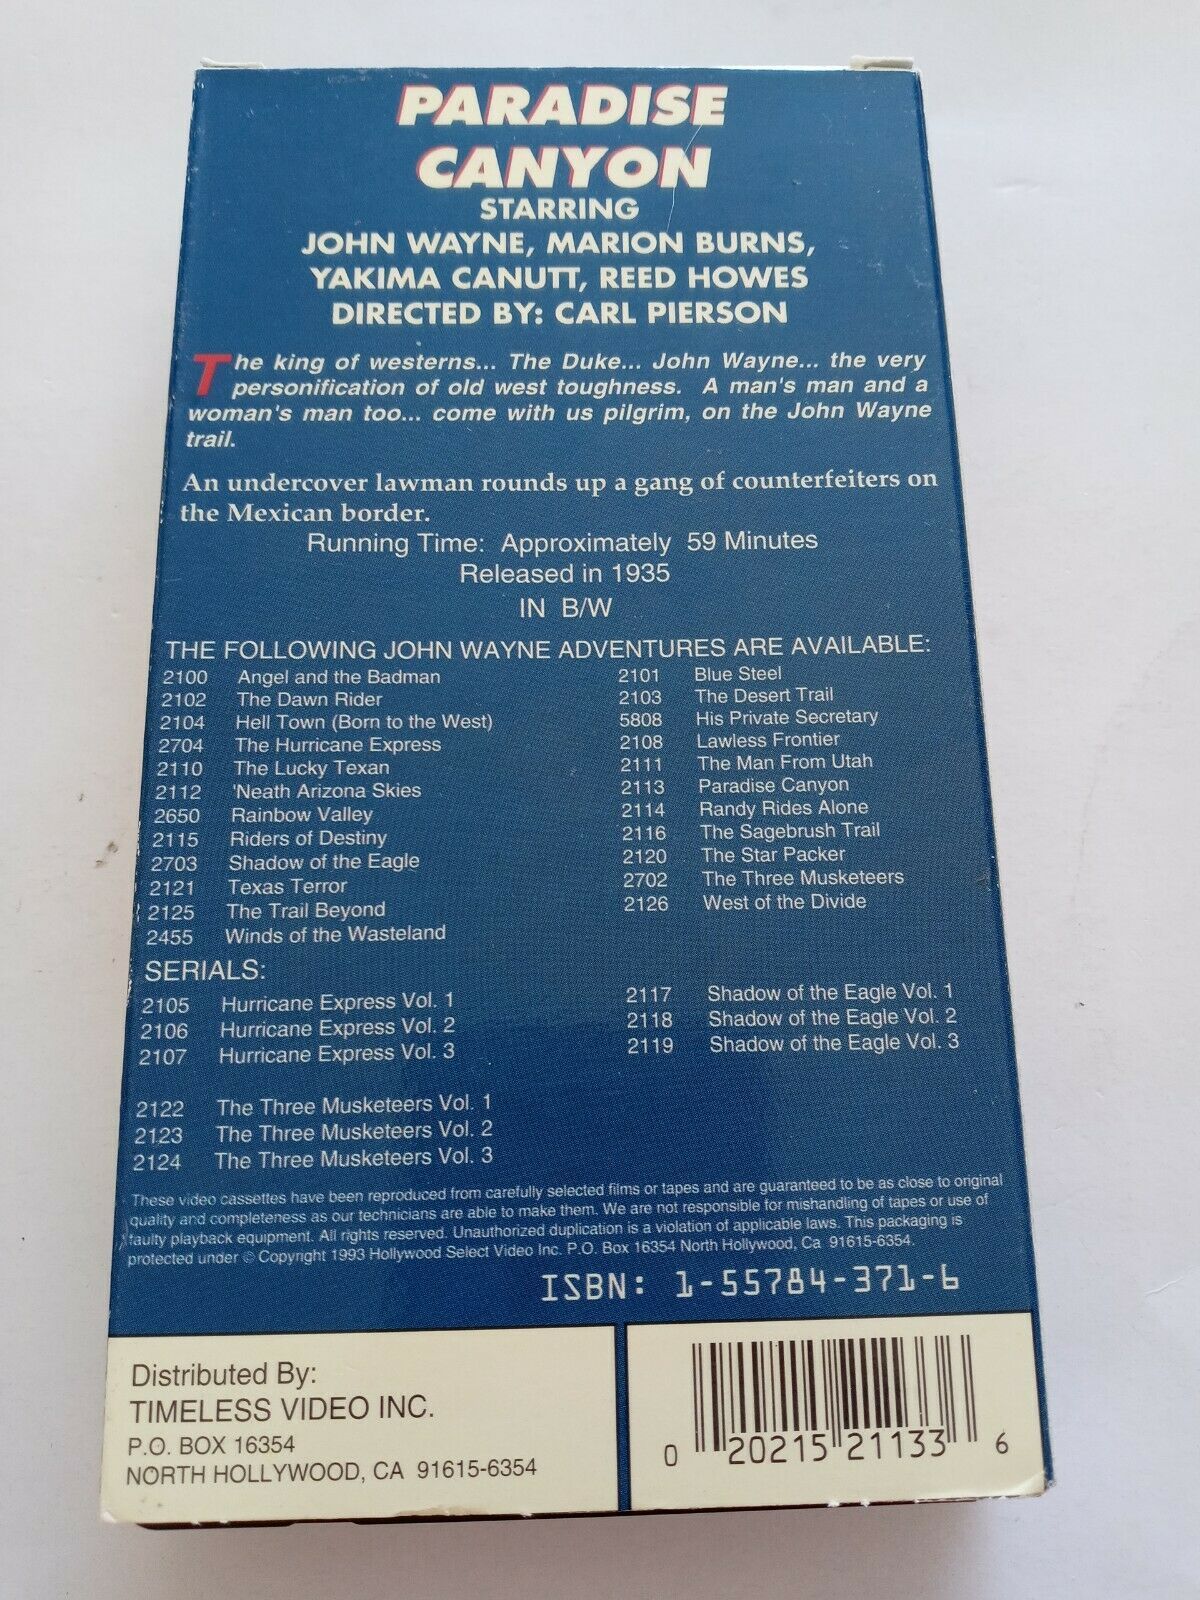 PARADISE
CANYON
STARRING
JOHN WAYNE, MARION BURNS,
YAKIMA CANUTT, REED HOWES
DIRECTED BY: CARL PIERSON
The king of westerns... The Duke... John Wayne... the very
personification of old west toughness. A man's man and a
woman's man too... come with us pilgrim, on the John Wayne
trail.
An undercover lawman rounds up a gang of counterfeiters on
the Mexican border.
Running Time: Approximately 59 Minutes
Released in 1935
IN B/W
THE FOLLOWING JOHN WAYNE ADVENTURES ARE AVAILABLE:
2100 Angel and the Badman
2102 The Dawn Rider
2104 Hell Town (Born to the West)
2704 The Hurricane Express
2110 The Lucky Texan
2112 'Neath Arizona Skies
2650 Rainbow Valley
2115 Riders of Destiny
2703 Shadow of the Eagle
2121 Texas Terror
2125 The Trail Beyond
2455 Winds of the Wasteland
2101 Blue Steel
2103 The Desert Trail
5808 His Private Secretary
2108 Lawless Frontier
2111 The Man From Utah
2113 Paradise Canyon
2114 Randy Rides Alone
2116 The Sagebrush Trail
2120 The Star Packer
2702 The Three Musketeers
2126 West of the Divide
SERIALS:
2105 Hurricane Express Vol. 1
2106 Hurricane Express Vol. 2
2107 Hurricane Express Vol. 3
2117 Shadow of the Eagle Vol. 1
2118 Shadow of the Eagle Vol. 2
2119 Shadow of the Eagle Vol. 3
2122 The Three Musketeers Vol. 1
2123 The Three Musketeers Vol. 2
2124 The Three Musketeers Vol. 3
These video cassettes have been reproduced from carefully selected films or tapes and are guaranteed to be as close to original
quality and completeness as our technicians are able to make them. We are not responsible for mishandling of tapes or use of
faulty playback equipment. All rights reserved. Unauthorized duplication is a violation of applicable laws. This packaging is
protected under © Copyright 1993 Hollywood Select Video Inc. P.O. Box 16354 North Hollywood, Ca 91615-6354.
ISBN: 1-55784-371-6
Distributed By:
TIMELESS VIDEO INC.
P.O. BOX 16354
NORTH HOLLYWOOD, CA 91615-6354
0 20215 21133 6